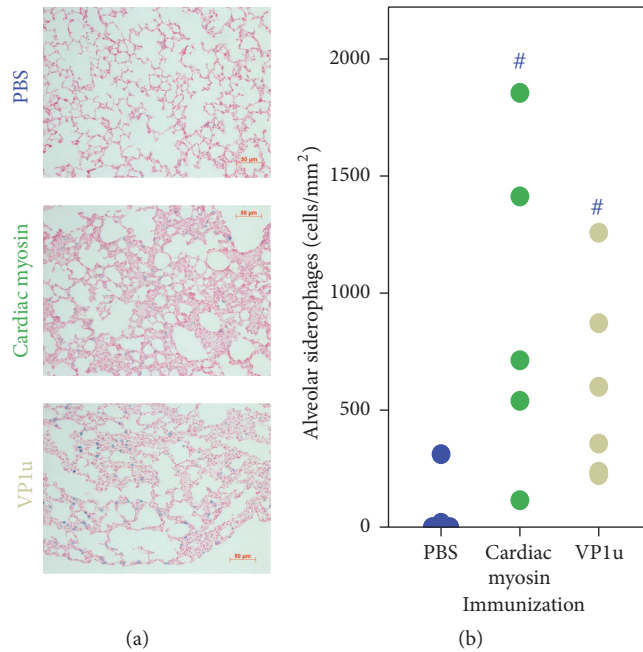 PBS
50 µm
Cardiac myosin
50 µm
VP1u
50 µm
(a)
Alveolar siderophages (cells/mm²)
2000
1500
1000
500
0
#
#
PBS
Cardiac
myosin
VP1u
Immunization
(b)